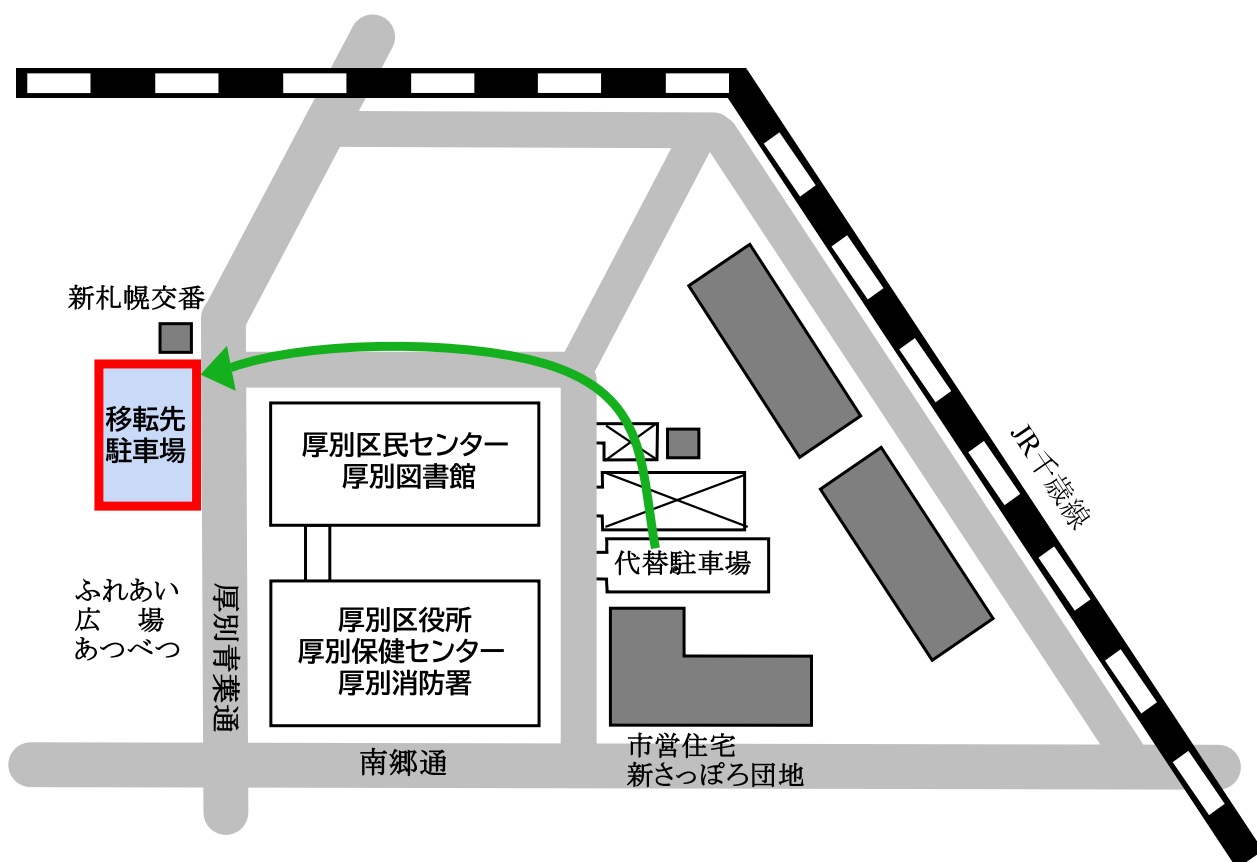 新札幌交番
移転先
駐車場
厚別区民センター
厚別図書館
代替駐車場
JR千歳線
ふれあい
広場
あつべつ
厚別青葉通
厚別区役所
厚別保健センター
厚別消防署
南郷通
市営住宅
新さっぽろ団地